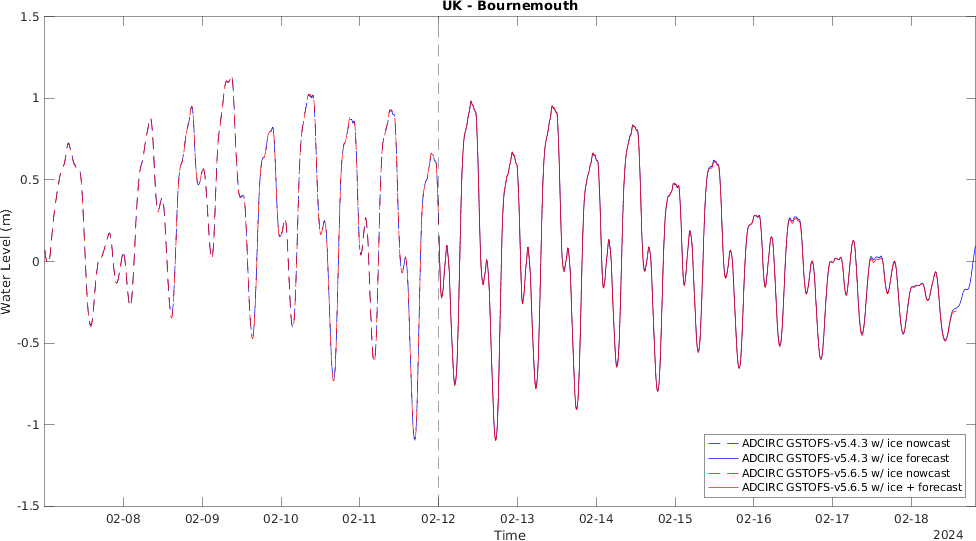 UK - Bournemouth
1.5
1
0.5
0
-0.5
-1
-1.5
Water Level (m)
02-08 02-09 02-10 02-11 02-12 02-13 02-14 02-15 02-16 02-17 02-18
Time
2024
ADCIRC GSTOFS-v5.4.3 w/ ice nowcast
ADCIRC GSTOFS-v5.4.3 w/ ice forecast
ADCIRC GSTOFS-v5.6.5 w/ ice nowcast
ADCIRC GSTOFS-v5.6.5 w/ ice + forecast